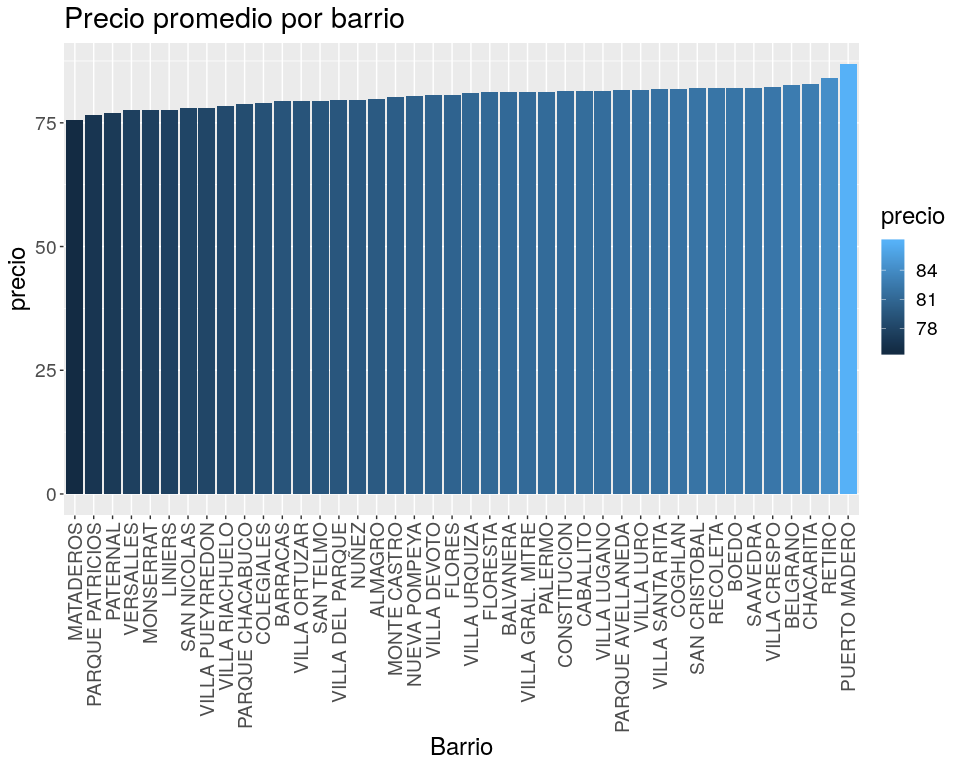 Precio promedio por barrio
precio
75
50
25
0
MATADEROS
PARQUE PATRICIOS
PATERNAL
VERSALLES
MONSERRAT
LINIERS
SAN NICOLAS
VILLA PUEYRREDON
VILLA RIACHUELO
PARQUE CHACABUCO
COLEGIALES
BARRACAS
VILLA ORTUZAR
SAN TELMO
VILLA DEL PARQUE
NUÑEZ
ALMAGRO
MONTE CASTRO
NUEVA POMPEYA
VILLA DEVOTO
FLORES
VILLA URQUIZA
FLORESTA
BALVANERA
VILLA GRAL. MITRE
PALERMO
CONSTITUCION
CABALLITO
VILLA LUGANO
PARQUE AVELLANEDA
VILLA LURO
VILLA SANTA RITA
COGHLAN
SAN CRISTOBAL
RECOLETA
BOEDO
SAAVEDRA
VILLA CRESPO
BELGRANO
CHACARITA
RETIRO
PUERTO MADERO
Barrio
precio
84
81
78